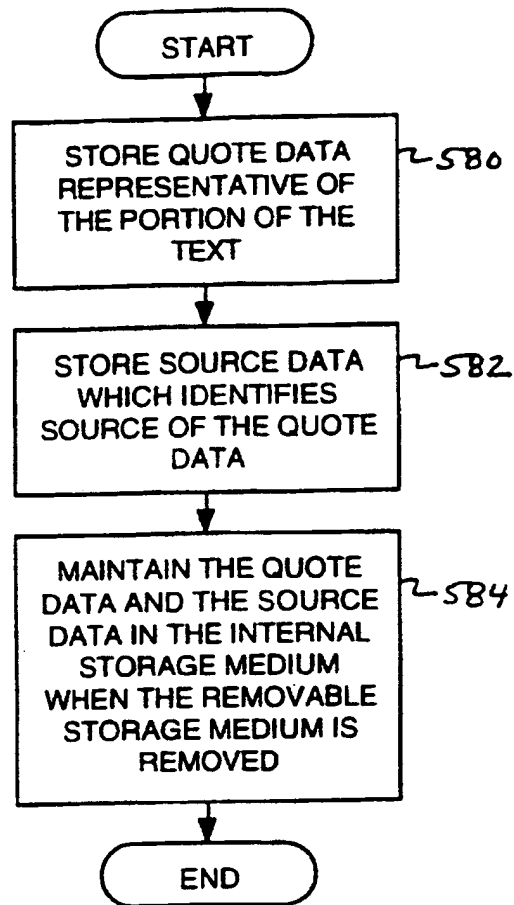 START
STORE QUOTE DATA
REPRESENTATIVE OF
THE PORTION OF THE
TEXT
580
STORE SOURCE DATA
WHICH IDENTIFIES
SOURCE OF THE QUOTE
DATA
582
MAINTAIN THE QUOTE
DATA AND THE SOURCE
DATA IN THE INTERNAL
STORAGE MEDIUM
WHEN THE REMOVABLE
STORAGE MEDIUM IS
REMOVED
584
END